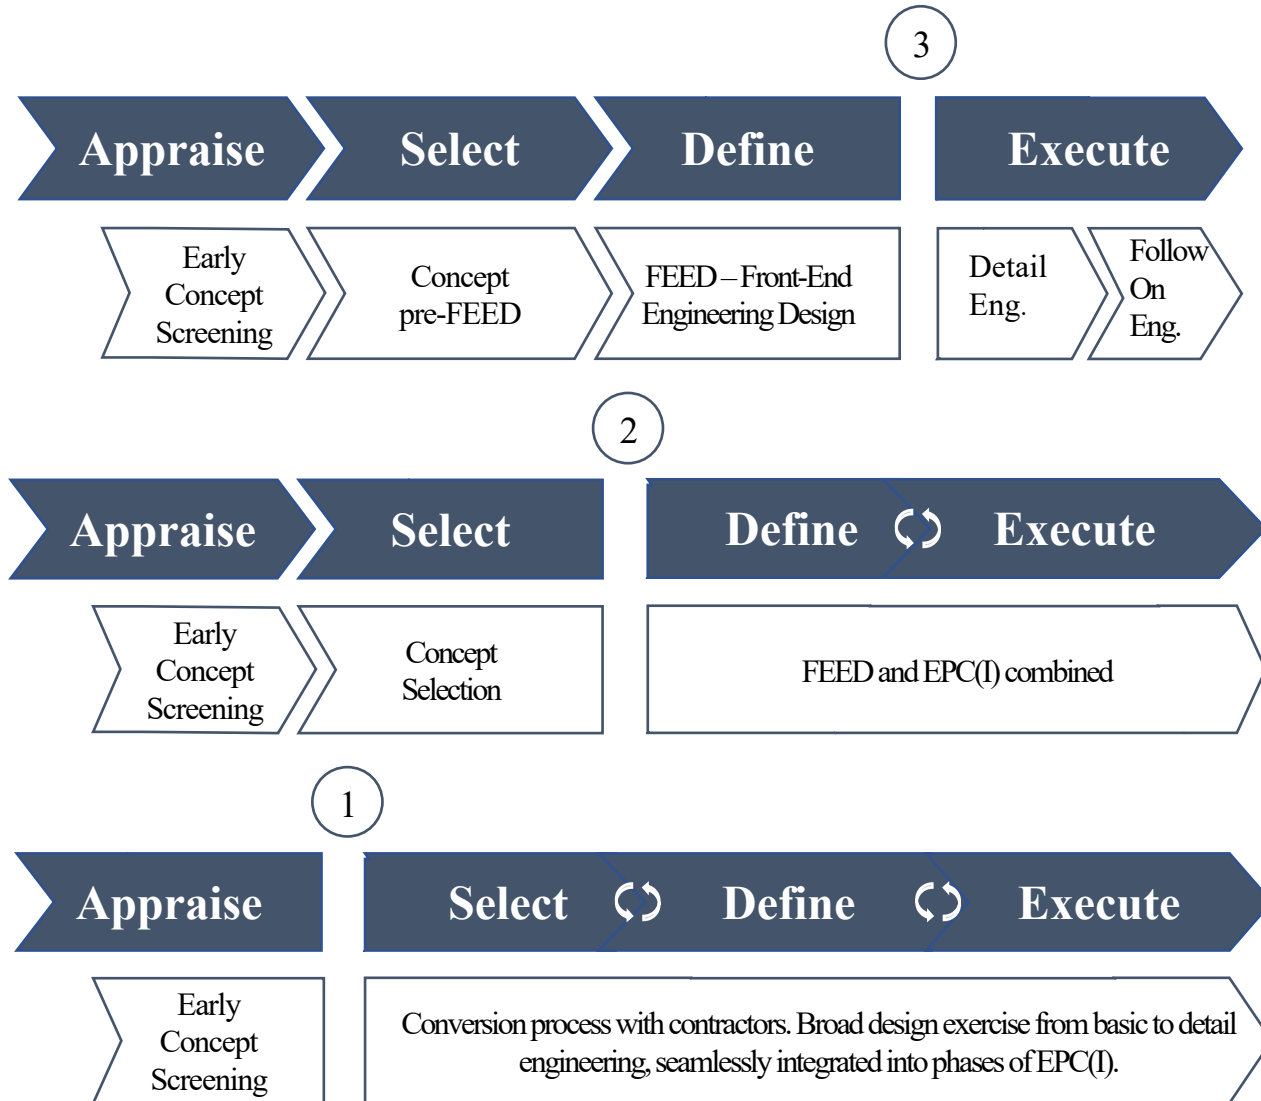 3
Appraise
Select
Define
Execute
Early
Concept
Screening
Concept
pre-FEED
FEED – Front-End
Engineering Design
Detail
Eng.
Follow
On
Eng.
2
Appraise
Select
Define
Execute
Early
Concept
Screening
Concept
Selection
FEED and EPC(I) combined
1
Appraise
Select
Define
Execute
Early
Concept
Screening
Conversion process with contractors. Broad design exercise from basic to detail
engineering, seamlessly integrated into phases of EPC(I).